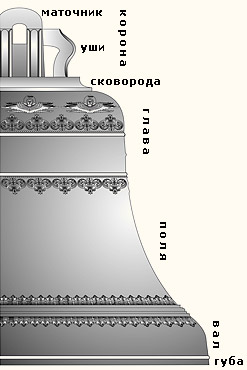 маточник
корона
уши
сковорода
глава
поля
вал
губа